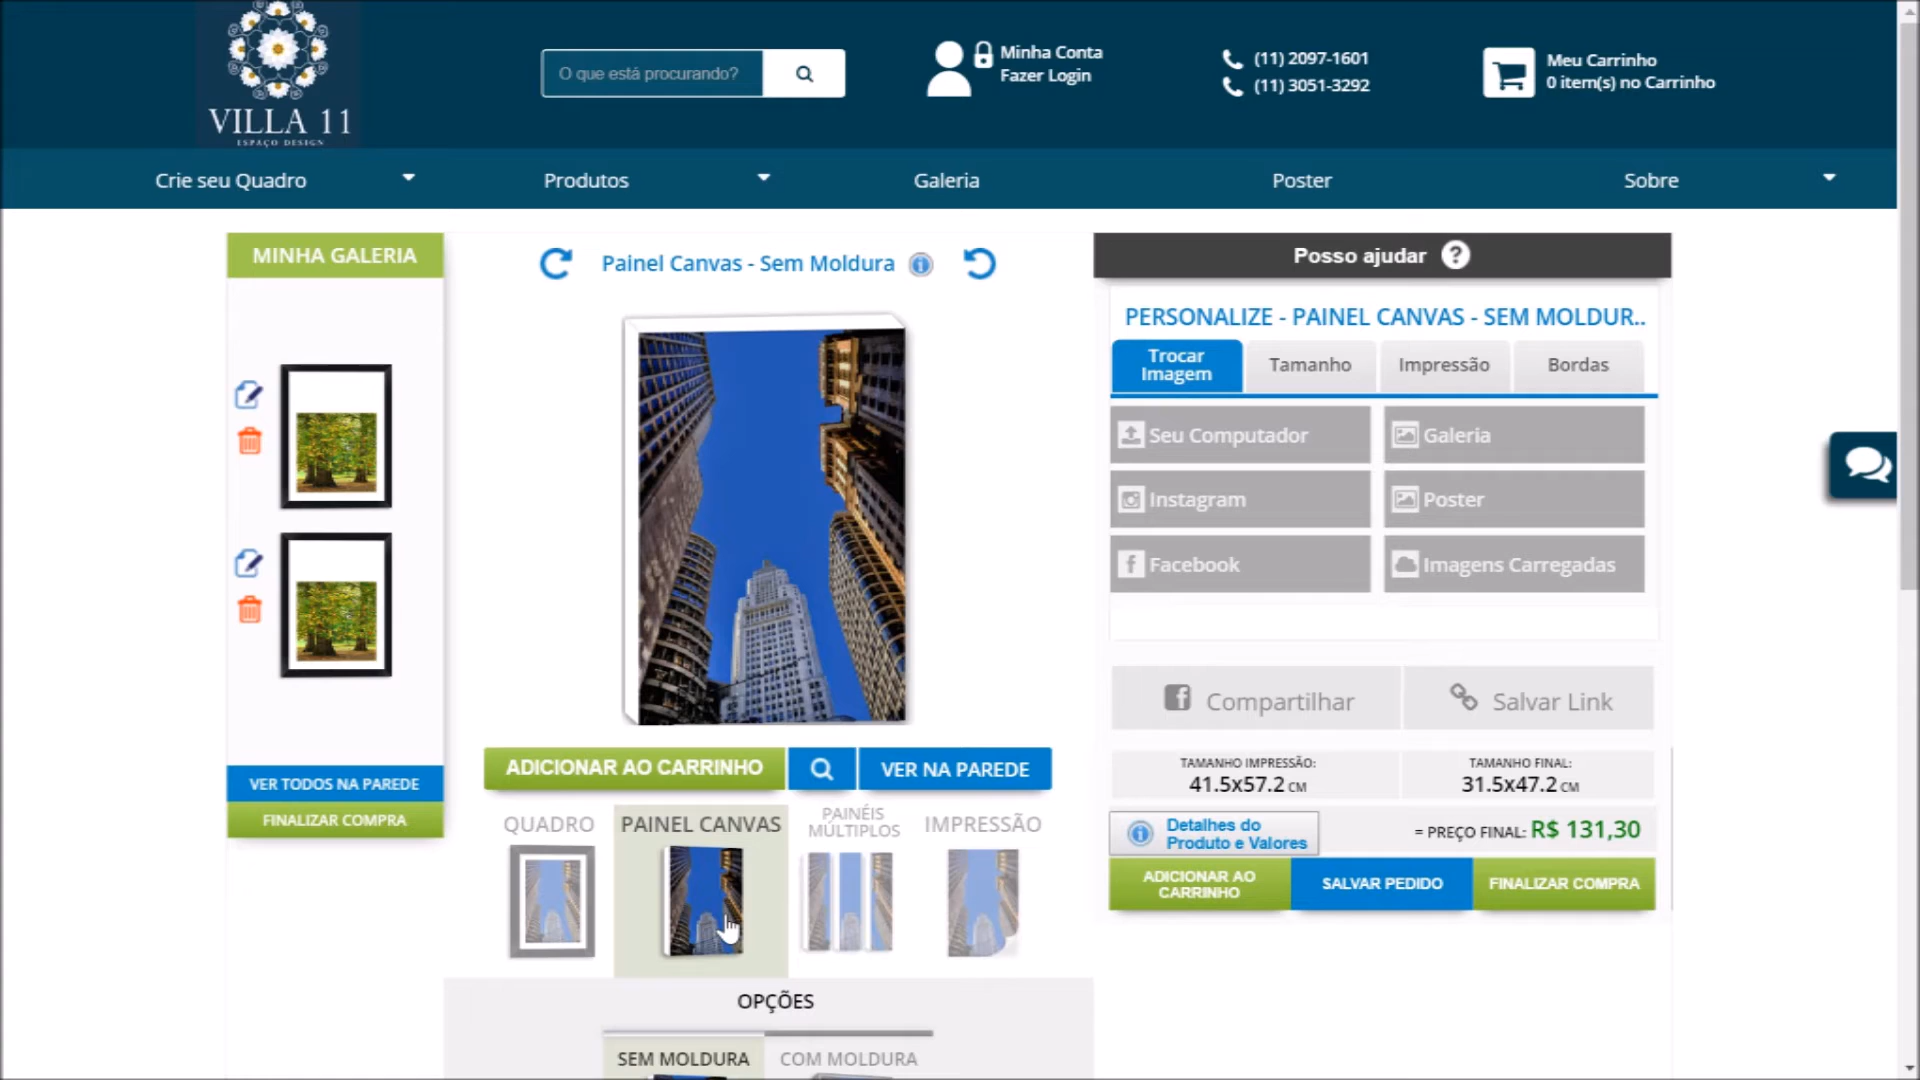 VILLA 11
ESPAÇO DESIGN
O que está procurando?
Minha Conta
Fazer Login
(11) 2097-1601
(11) 3051-3292
Meu Carrinho
0 item(s) no Carrinho
Crie seu Quadro
Produtos
Galeria
Poster
Sobre
MINHA GALERIA
VER TODOS NA PAREDE
FINALIZAR COMPRA
Painel Canvas - Sem Moldura
ADICIONAR AO CARRINHO
VER NA PAREDE
QUADRO
PAINEL CANVAS
PAINÉIS
MÚLTIPLOS
IMPRESSÃO
OPÇÕES
SEM MOLDURA
COM MOLDURA
Posso ajudar ?
PERSONALIZE - PAINEL CANVAS - SEM MOLDUR..
Trocar
Imagem
Tamanho
Impressão
Bordas
Seu Computador
Galeria
Instagram
Poster
Facebook
Imagens Carregadas
Compartilhar
Salvar Link
TAMANHO IMPRESSÃO:
41.5x57.2 CM
TAMANHO FINAL:
31.5x47.2 CM
Detalhes do
Produto e Valores
= PREÇO FINAL: R$ 131,30
ADICIONAR AO
CARRINHO
SALVAR PEDIDO
FINALIZAR COMPRA